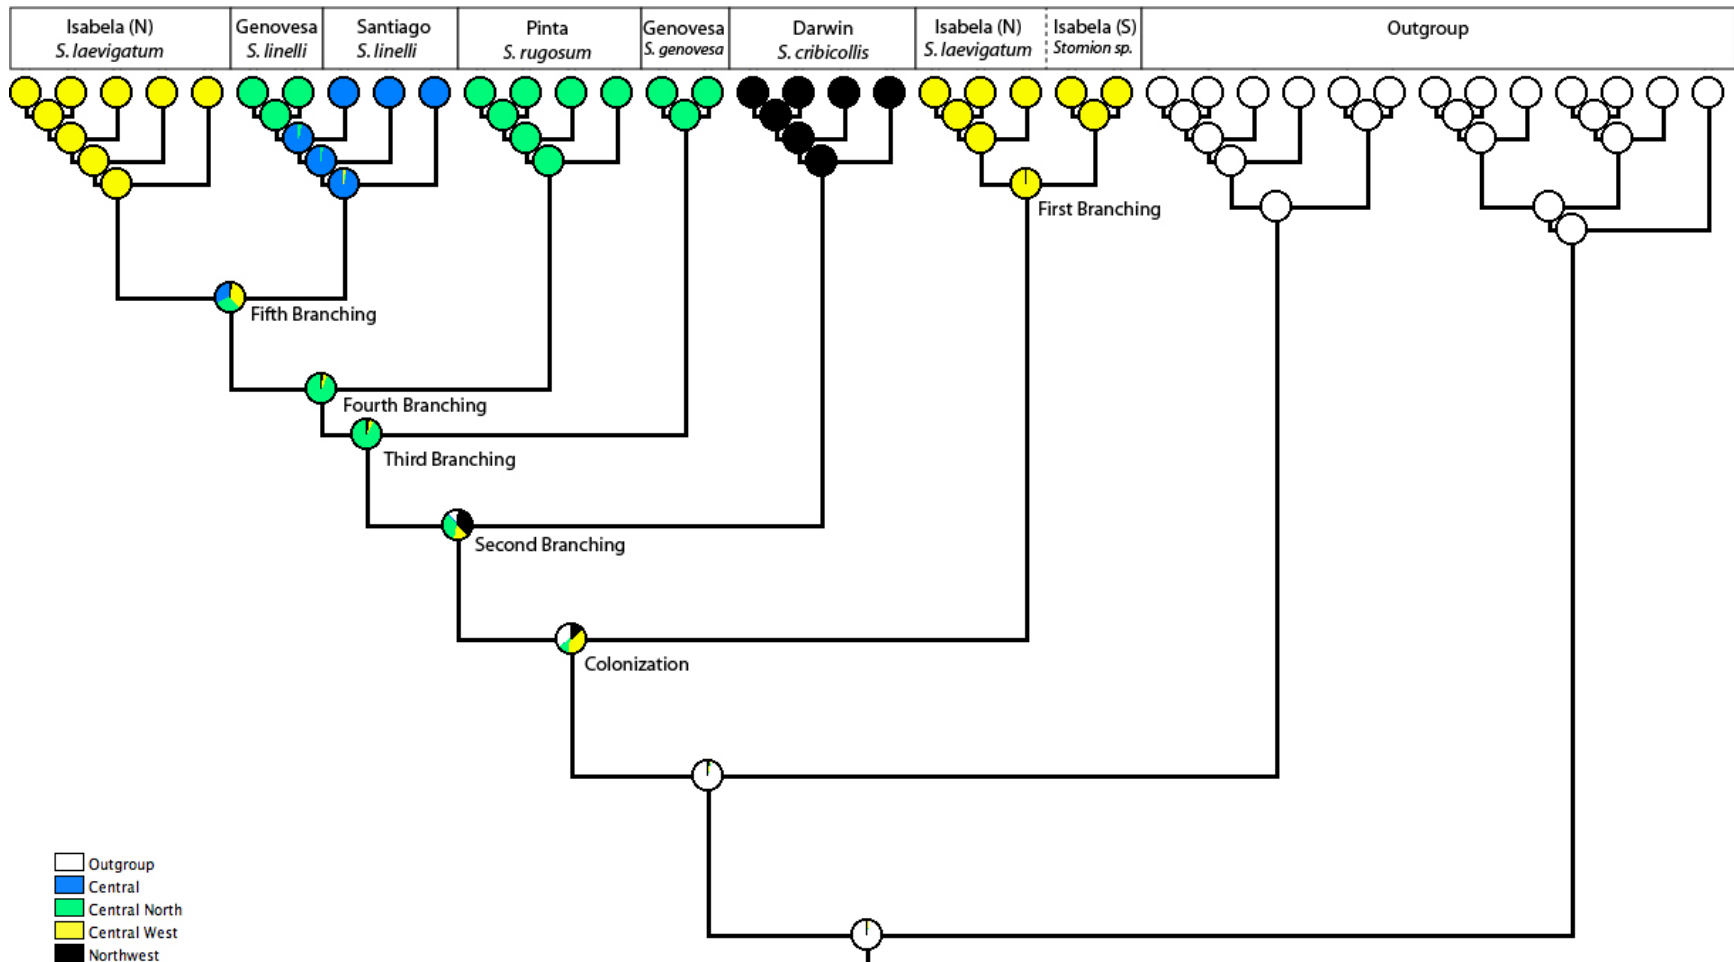 Isabela (N)
S. laevigatum
Genovesa
S. linelli
Santiago
S. linelli
Pinta
S. rugosum
Genovesa
S. genovesa
Darwin
S. cribicollis
Isabela (N)
S. laevigatum
Isabela (S)
Stomion sp.
Outgroup
First Branching
Fifth Branching
Fourth Branching
Third Branching
Second Branching
Colonization
Outgroup
Central
Central North
Central West
Northwest